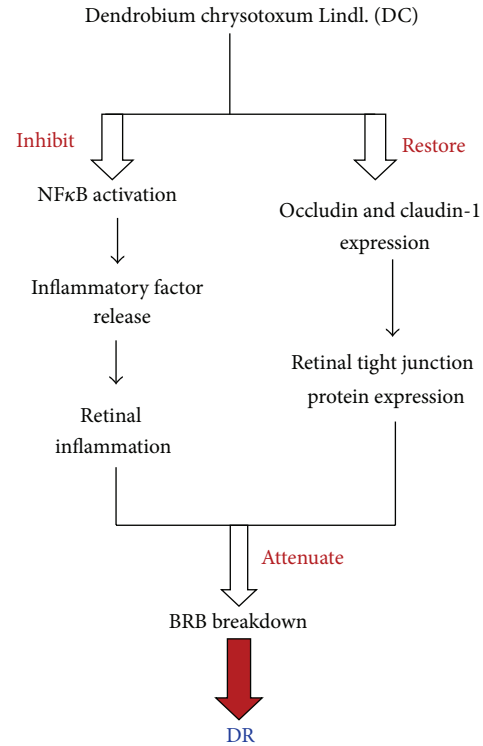 Dendrobium chrysotoxum Lindl. (DC)
Inhibit
Restore
NFκB activation
Occludin and claudin-1
expression
Inflammatory factor
release
Retinal tight junction
protein expression
Retinal
inflammation
Attenuate
BRB breakdown
DR